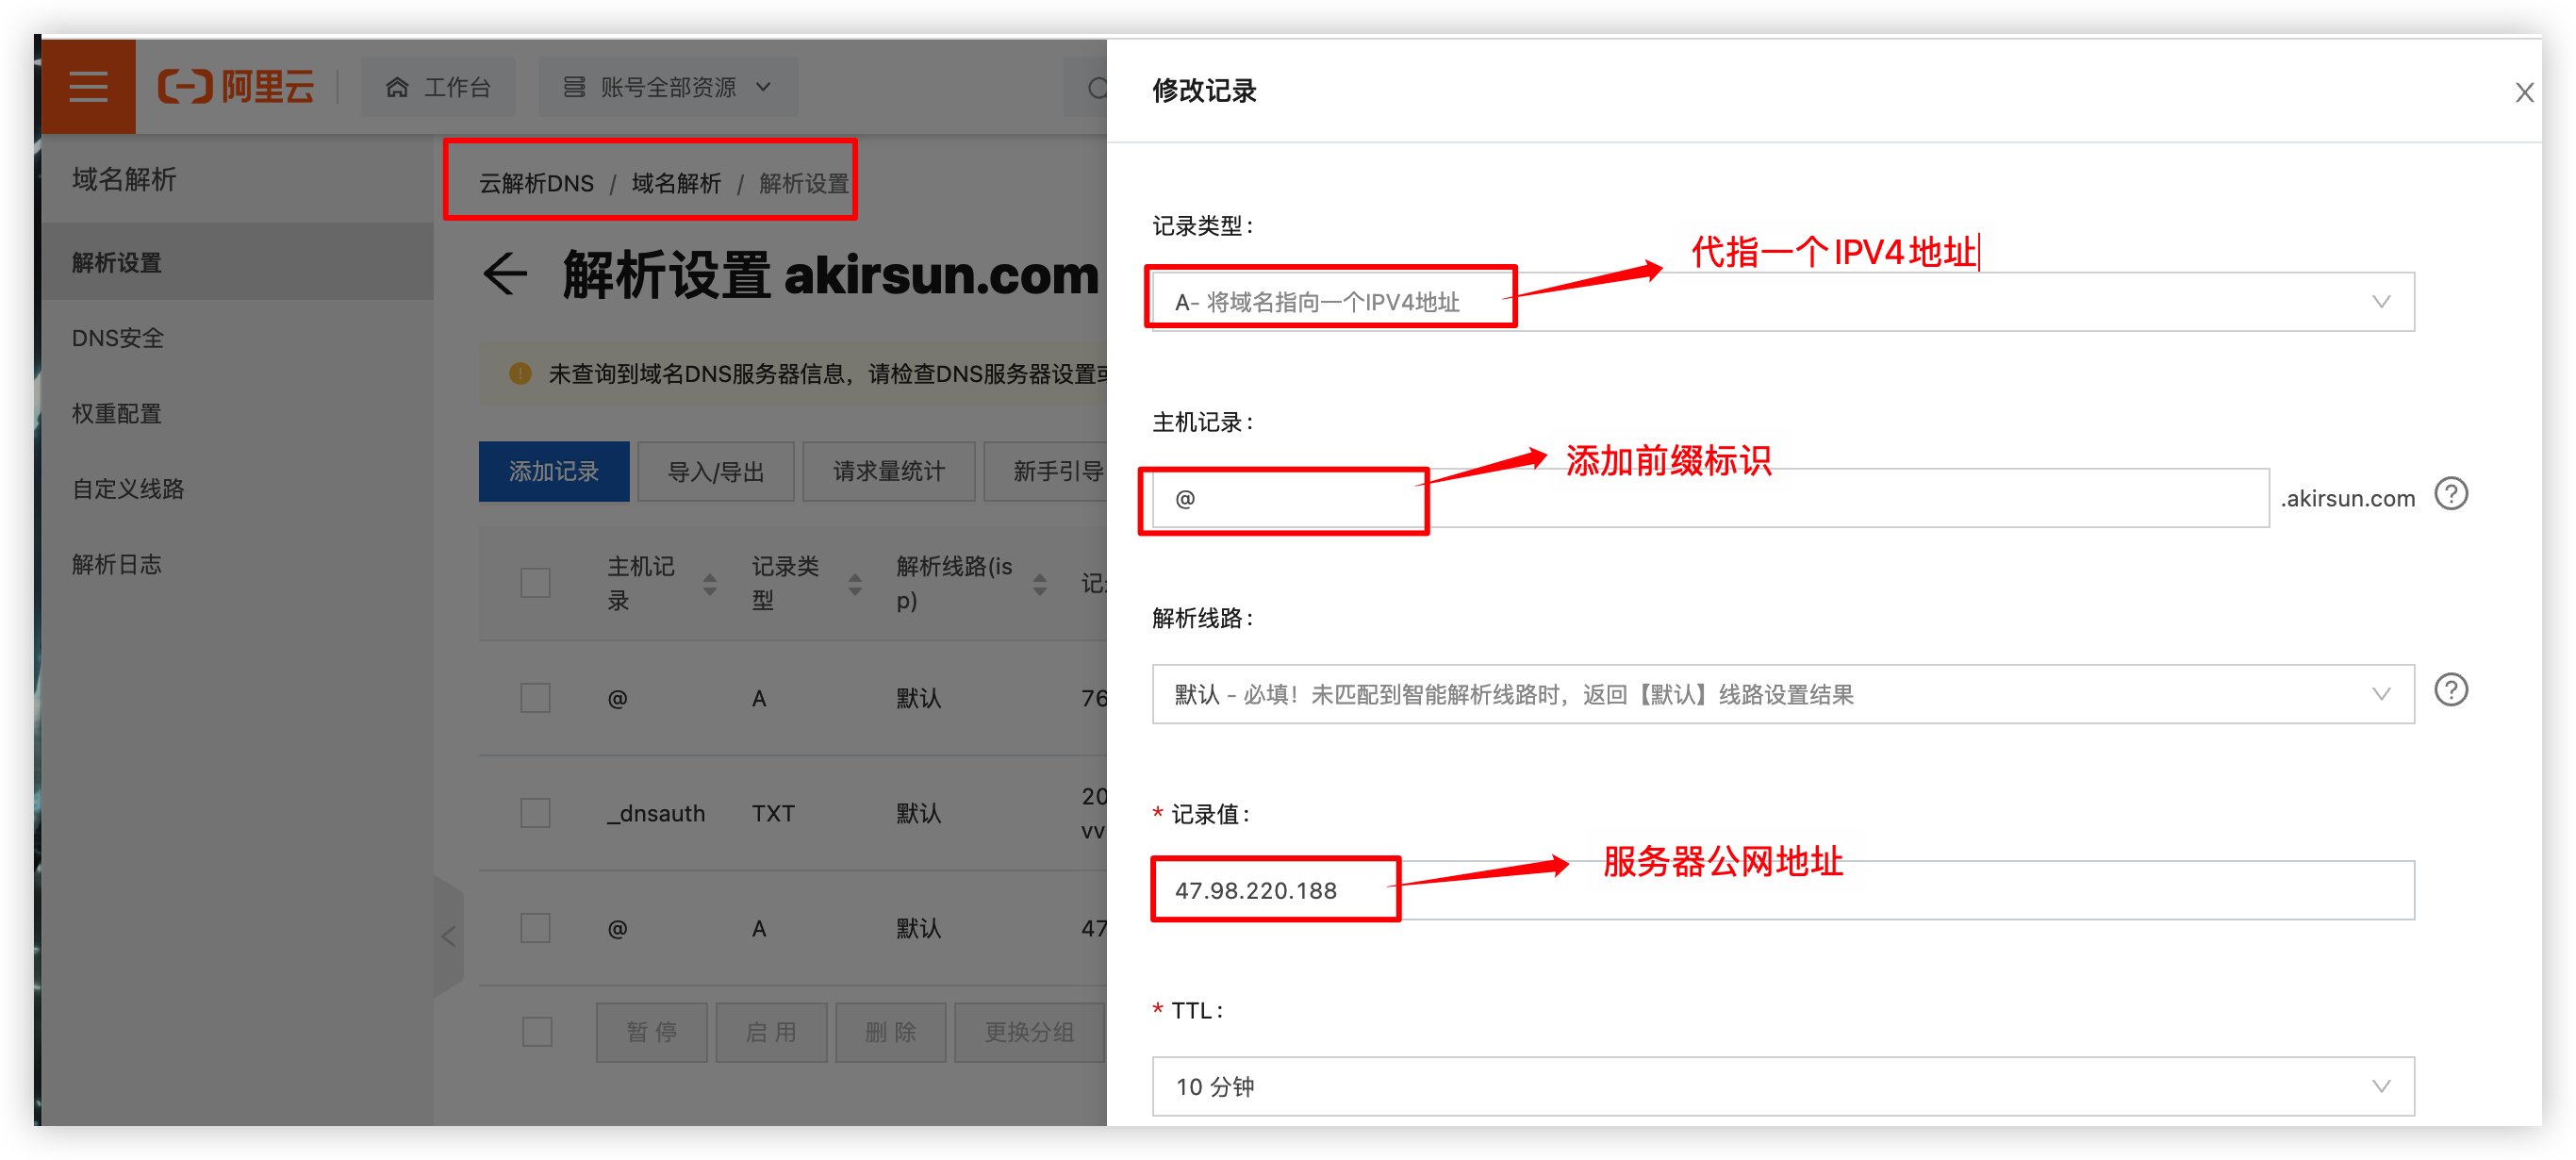 阿里云
工作台
账号全部资源
域名解析
解析设置
DNS安全
权重配置
自定义线路
解析日志
云解析DNS / 域名解析 / 解析设置
解析设置 akirsun.com
未查询到域名DNS服务器信息，请检查DNS服务器设置
添加记录
导入/导出
请求量统计
新手引导
主机记录
记录类型
解析线路(isp)
@ A 默认 76
_dnsauth TXT 默认 20
vv
@ A 默认 47
暂 停
启 用
删 除
更换分组
修改记录
记录类型：
代指一个IPV4地址
A- 将域名指向一个IPV4地址
主机记录：
添加前缀标识
@
.akirsun.com
解析线路：
默认 - 必填！未匹配到智能解析线路时，返回【默认】线路设置结果
* 记录值：
服务器公网地址
47.98.220.188
* TTL：
10 分钟